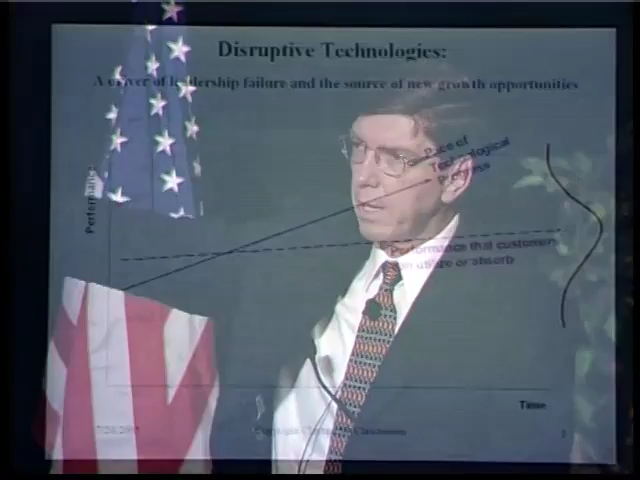 Disruptive Technologies:
A driver of leadership failure and the source of new growth opportunities
Pace of
Technological
Performance
Performance that customers
can utilize or absorb
Time